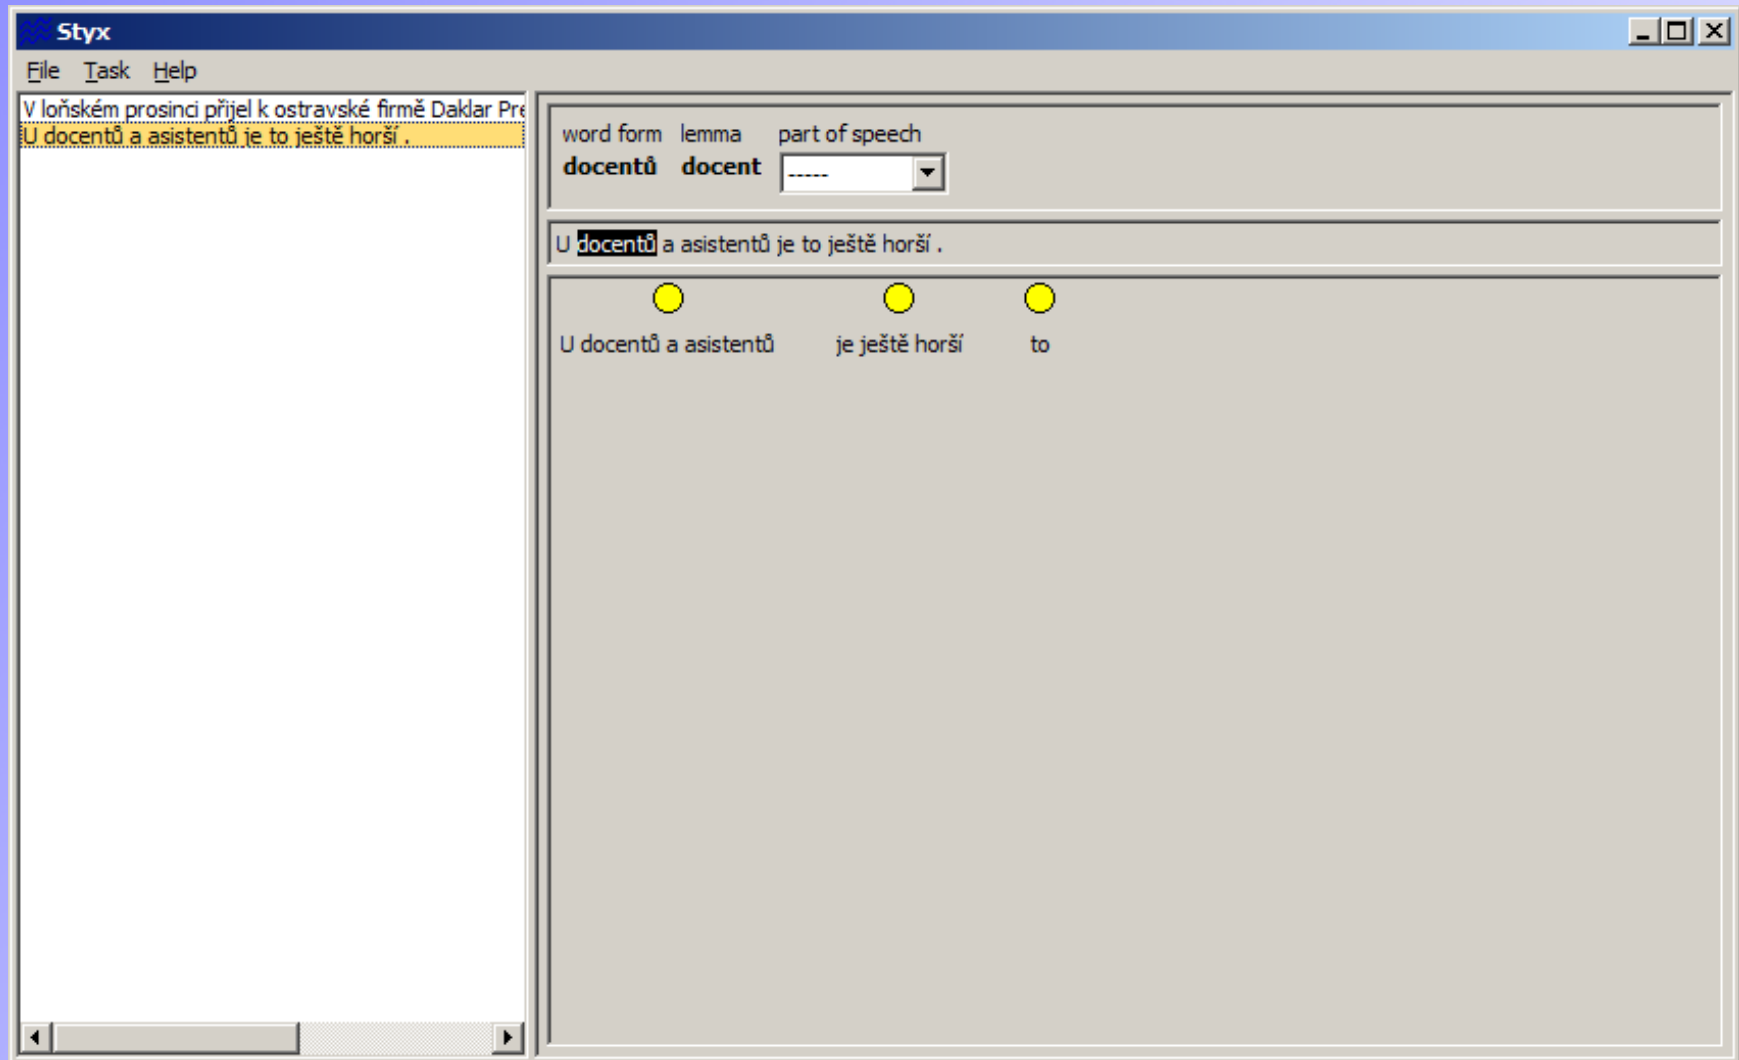 Styx
File Task Help
V loňském prosinci přijel k ostravské firmě Daklar Pre
U docentů a asistentů je to ještě horší .
word form lemma part of speech
docentů docent -----
U docentů a asistentů je to ještě horší .
U docentů a asistentů je ještě horší to